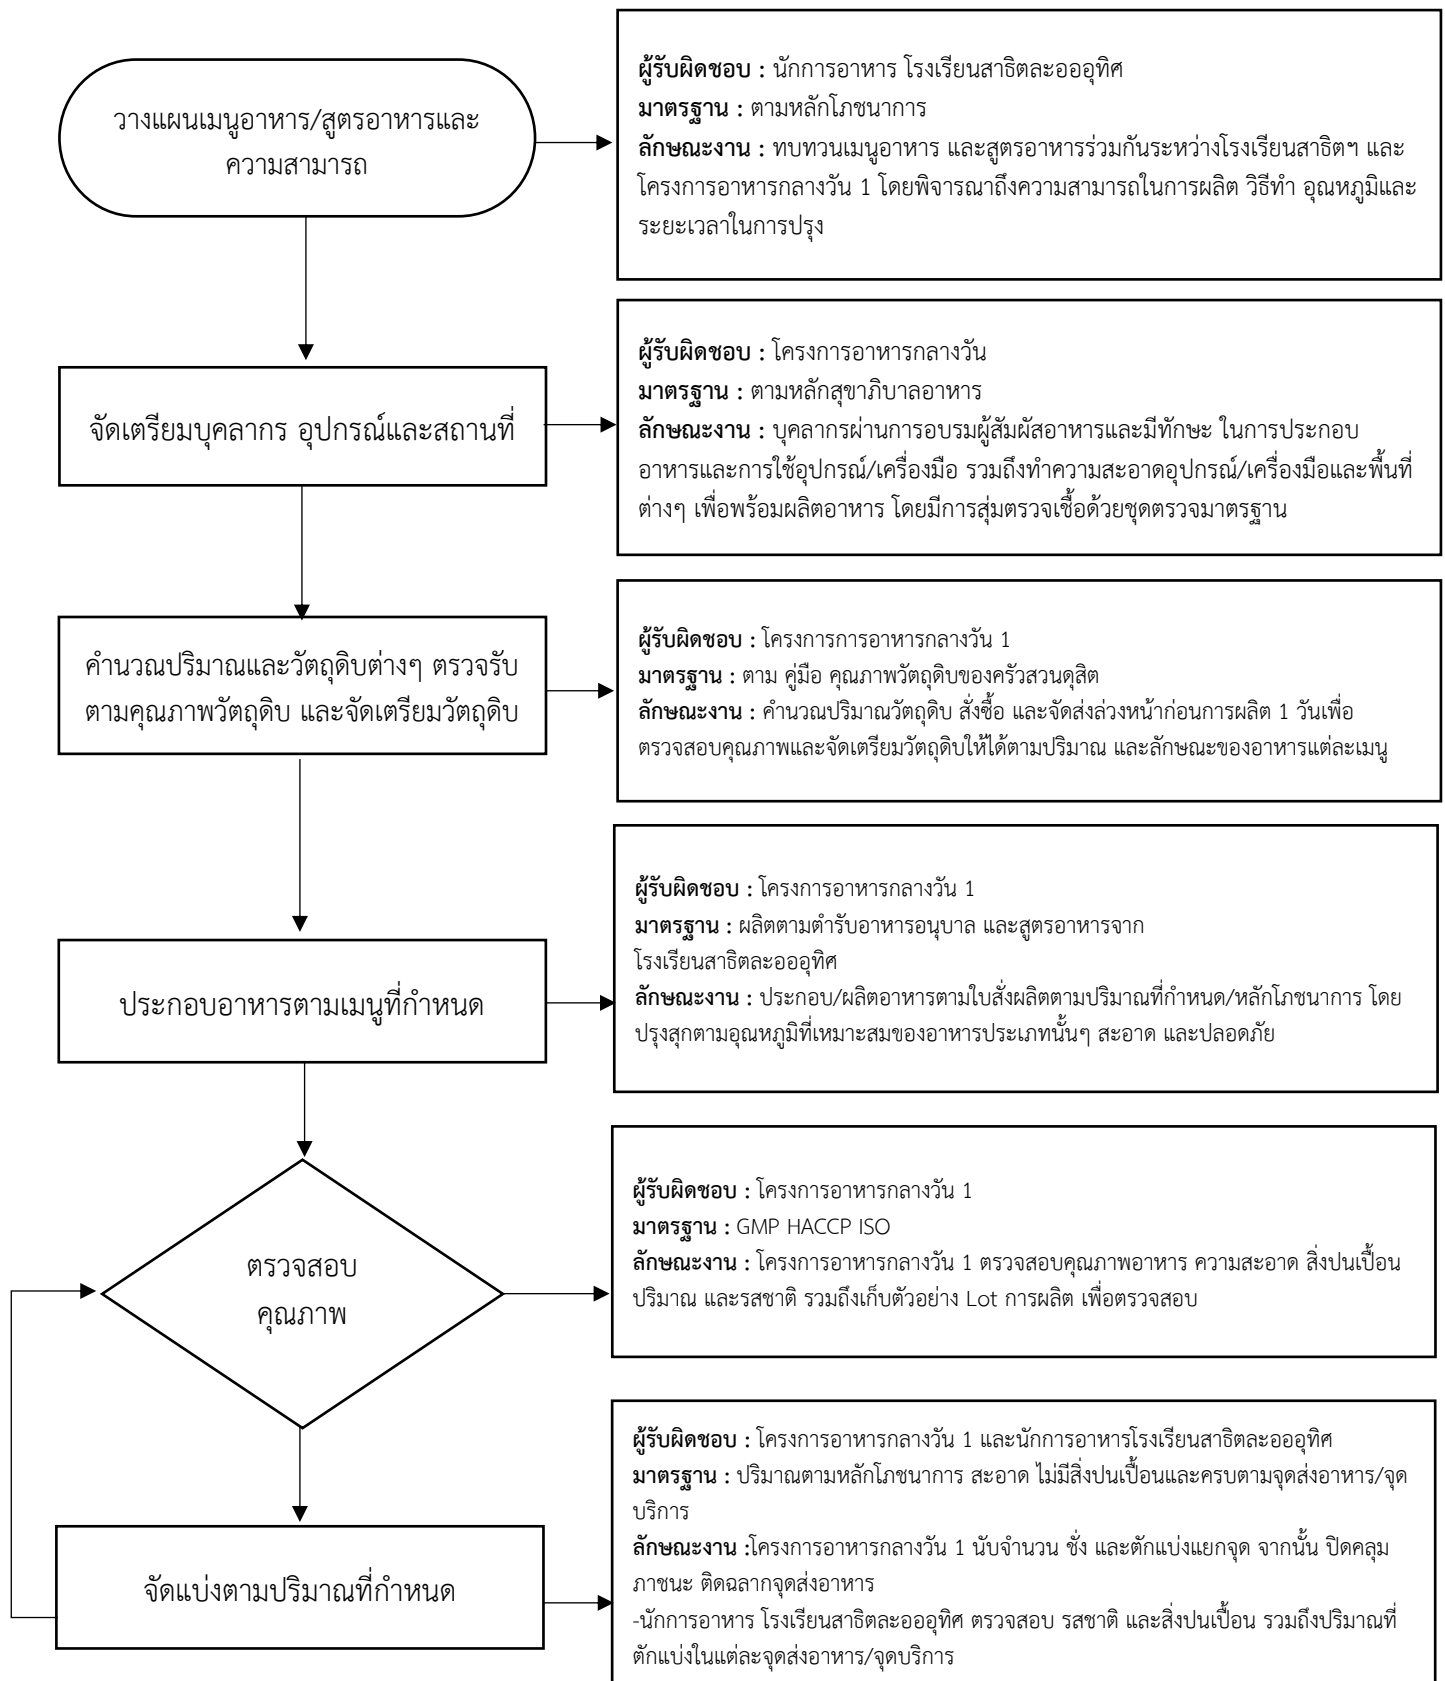 วางแผนเมนูอาหาร/สูตรอาหารและ
ความสามารถ
ผู้รับผิดชอบ : นักการอาหาร โรงเรียนสาธิตละอออุทิศ
มาตรฐาน : ตามหลักโภชนาการ
ลักษณะงาน : ทบทวนเมนูอาหาร และสูตรอาหารร่วมกันระหว่างโรงเรียนสาธิตฯ และ
โครงการอาหารกลางวัน 1 โดยพิจารณาถึงความสามารถในการผลิต วิธีทำ อุณหภูมิและ
ระยะเวลาในการปรุง
จัดเตรียมบุคลากร อุปกรณ์และสถานที่
ผู้รับผิดชอบ : โครงการอาหารกลางวัน
มาตรฐาน : ตามหลักสุขาภิบาลอาหาร
ลักษณะงาน : บุคลากรผ่านการอบรมผู้สัมผัสอาหารและมีทักษะ ในการประกอบ
อาหารและการใช้อุปกรณ์/เครื่องมือ รวมถึงทำความสะอาดอุปกรณ์/เครื่องมือและพื้นที่
ต่างๆ เพื่อพร้อมผลิตอาหาร โดยมีการสุ่มตรวจเชื้อด้วยชุดตรวจมาตรฐาน
คำนวณปริมาณและวัตถุดิบต่างๆ ตรวจรับ
ตามคุณภาพวัตถุดิบ และจัดเตรียมวัตถุดิบ
ผู้รับผิดชอบ : โครงการการอาหารกลางวัน 1
มาตรฐาน : ตาม คู่มือ คุณภาพวัตถุดิบของครัวสวนดุสิต
ลักษณะงาน : คำนวณปริมาณวัตถุดิบ สั่งซื้อ และจัดส่งล่วงหน้าก่อนการผลิต 1 วันเพื่อ
ตรวจสอบคุณภาพและจัดเตรียมวัตถุดิบให้ได้ตามปริมาณ และลักษณะของอาหารแต่ละเมนู
ประกอบอาหารตามเมนูที่กำหนด
ผู้รับผิดชอบ : โครงการอาหารกลางวัน 1
มาตรฐาน : ผลิตตามตำรับอาหารอนุบาล และสูตรอาหารจาก
โรงเรียนสาธิตละอออุทิศ
ลักษณะงาน : ประกอบ/ผลิตอาหารตามใบสั่งผลิตตามปริมาณที่กำหนด/หลักโภชนาการ โดย
ปรุงสุกตามอุณหภูมิที่เหมาะสมของอาหารประเภทนั้นๆ สะอาด และปลอดภัย
ตรวจสอบ
คุณภาพ
ผู้รับผิดชอบ : โครงการอาหารกลางวัน 1
มาตรฐาน : GMP HACCP ISO
ลักษณะงาน : โครงการอาหารกลางวัน 1 ตรวจสอบคุณภาพอาหาร ความสะอาด สิ่งปนเปื้อน
ปริมาณ และรสชาติ รวมถึงเก็บตัวอย่าง Lot การผลิต เพื่อตรวจสอบ
จัดแบ่งตามปริมาณที่กำหนด
ผู้รับผิดชอบ : โครงการอาหารกลางวัน 1 และนักการอาหารโรงเรียนสาธิตละอออุทิศ
มาตรฐาน : ปริมาณตามหลักโภชนาการ สะอาด ไม่มีสิ่งปนเปื้อนและครบตามจุดส่งอาหาร/จุด
บริการ
ลักษณะงาน :โครงการอาหารกลางวัน 1 นับจำนวน ชั่ง และตักแบ่งแยกจุด จากนั้น ปิดคลุม
ภาชนะ ติดฉลากจุดส่งอาหาร
-นักการอาหาร โรงเรียนสาธิตละอออุทิศ ตรวจสอบ รสชาติ และสิ่งปนเปื้อน รวมถึงปริมาณที่
ตักแบ่งในแต่ละจุดส่งอาหาร/จุดบริการ